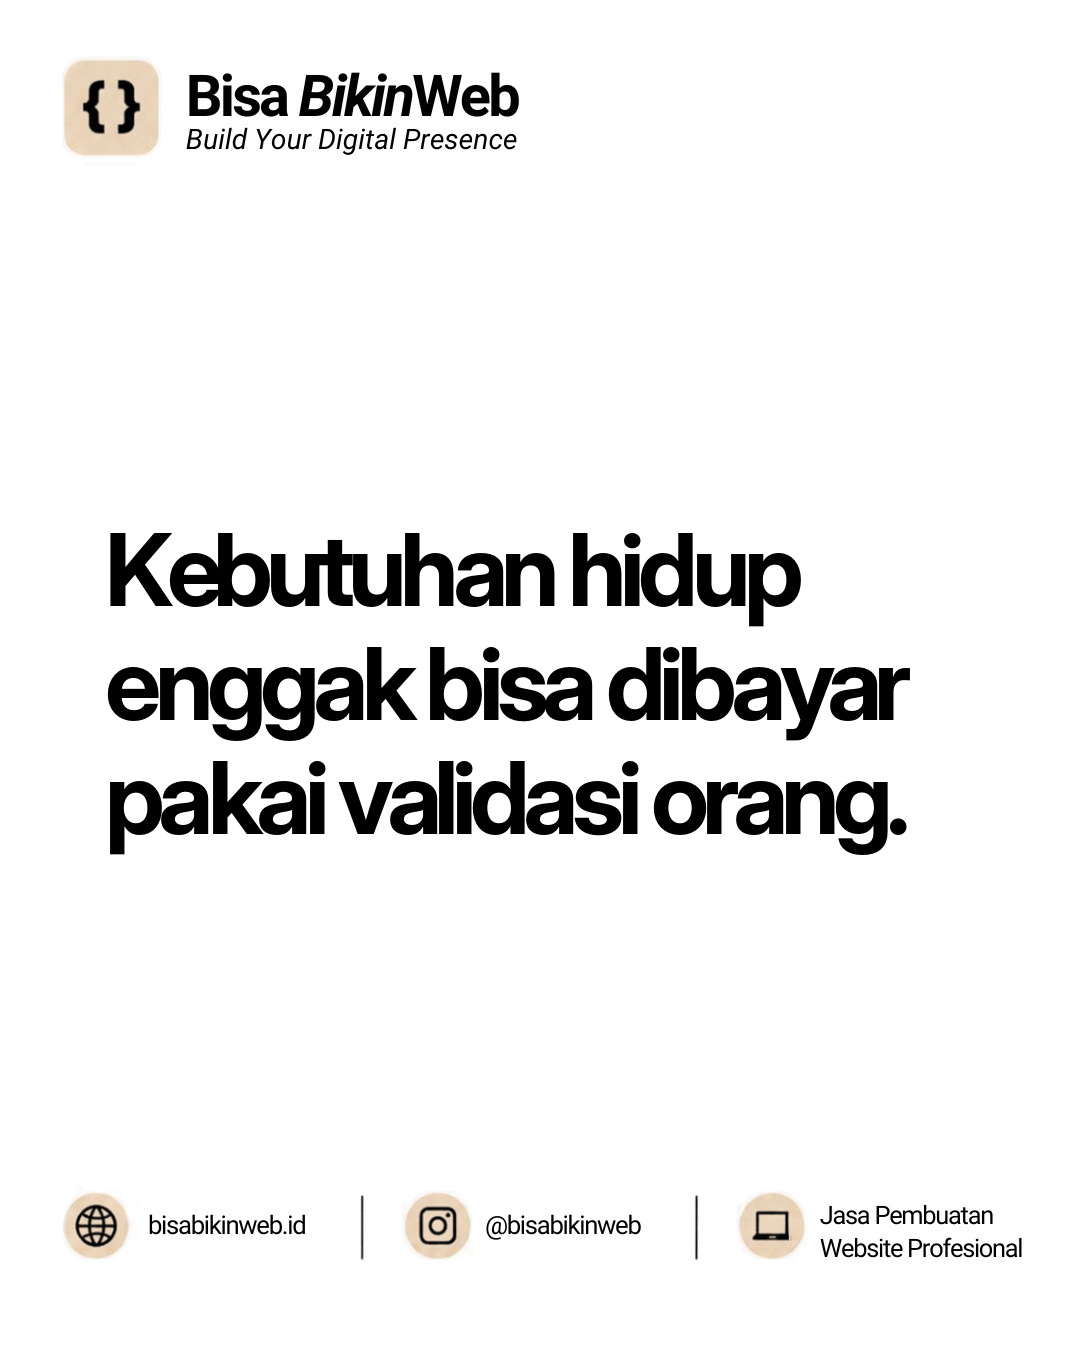 { }
Bisa BikinWeb
Build Your Digital Presence
Kebutuhan hidup
enggak bisa dibayar
pakai validasi orang.
bisabikinweb.id
@bisabikinweb
Jasa Pembuatan
Website Profesional